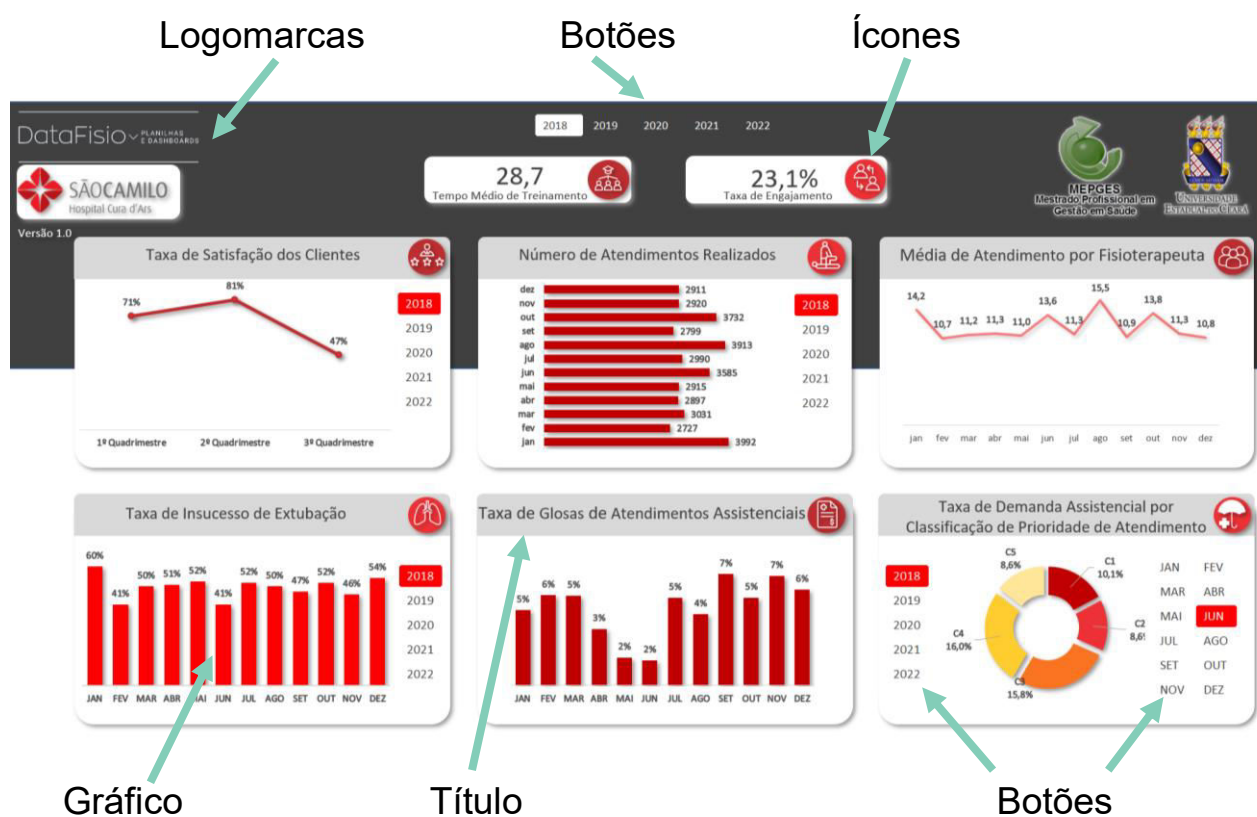 Logomarcas
Botões
Ícones
DataFisio
PLANILHAS
E DASHBOARDS
2018 2019 2020 2021 2022
SÃOCAMILO
Hospital Cura d'Ars
Versão 1.0
28,7
Tempo Médio de Treinamento
23,1%
Taxa de Engajamento
MEPGES
Mestrado Profissional em
Gestão em Saúde
UNIVERSIDADE
ESTADUAL DO CEARÁ
Taxa de Satisfação dos Clientes
71%
81%
47%
1º Quadrimestre 2º Quadrimestre 3º Quadrimestre
2018
2019
2020
2021
2022
Número de Atendimentos Realizados
dez 2911
nov 2920
out 3732
set 2799
ago 3913
jul 2990
jun 3585
mai 2915
abr 2897
mar 3031
fev 2727
jan 3992
2018
2019
2020
2021
2022
Média de Atendimento por Fisioterapeuta
14,2 10,7 11,2 11,3 11,0 13,6 11,3 15,5 10,9 13,8 11,3 10,8
jan fev mar abr mai jun jul ago set out nov dez
Taxa de Insucesso de Extubação
60% 41% 50% 51% 52% 41% 52% 50% 47% 52% 46% 54%
JAN FEV MAR ABR MAI JUN JUL AGO SET OUT NOV DEZ
2018
2019
2020
2021
2022
Taxa de Glosas de Atendimentos Assistenciais
5% 6% 5% 3% 2% 2% 5% 4% 7% 5% 7% 6%
JAN FEV MAR ABR MAI JUN JUL AGO SET OUT NOV DEZ
Taxa de Demanda Assistencial por
Classificação de Prioridade de Atendimento
2018
2019
2020
2021
2022
C5
8,6%
C1
10,1%
C2
C4
16,0%
C3
15,8%
JAN FEV
MAR ABR
MAI JUN
JUL AGO
SET OUT
NOV DEZ
Gráfico
Título
Botões